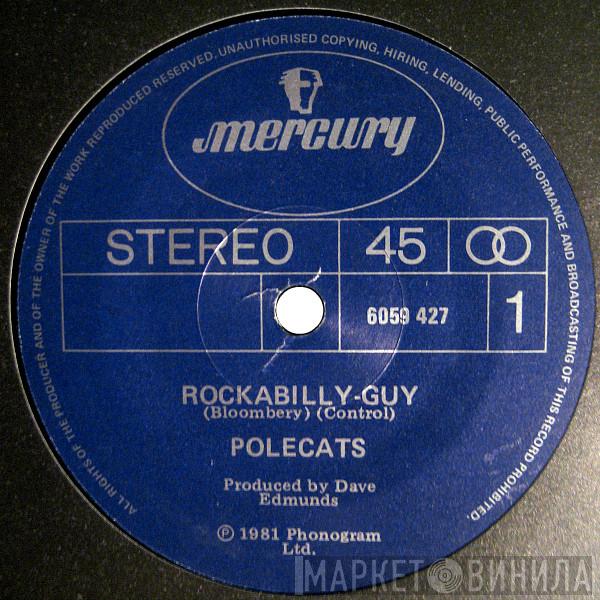 ALL RIGHTS OF THE PRODUCER AND OF THE OWNER OF THE WORK REPRODUCED RESERVED. UNAUTHORISED COPYING, HIRING, LENDING, PUBLIC PERFORMANCE AND BROADCASTING OF THIS RECORD PROHIBITED.
mercury
STEREO 45
6059 427 1
ROCKABILLY-GUY
(Bloombery) (Control)
POLECATS
Produced by Dave
Edmunds
℗ 1981 Phonogram
Ltd.
МАРКЕТ ВИНИЛА